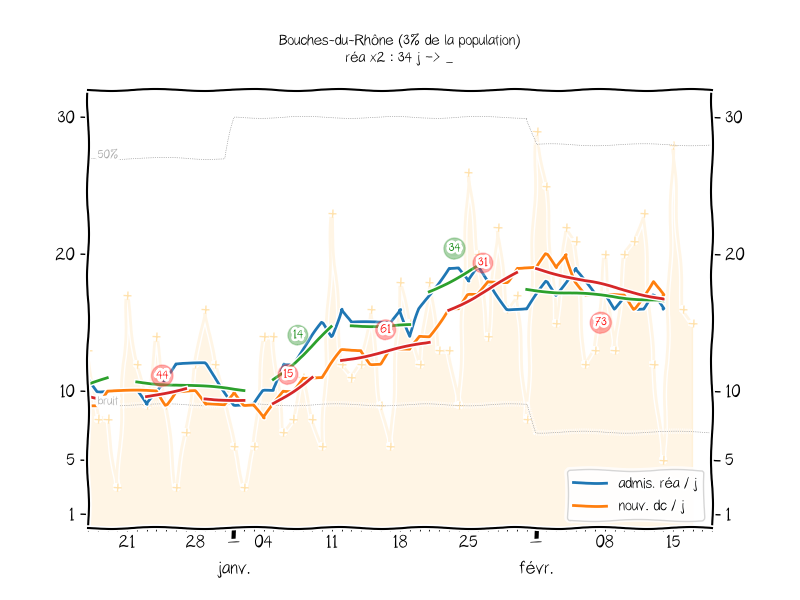 Bouches-du-Rhône (3% de la population)
réa x2 : 34 j -> _
30
30
50%
34
31
20
20
14
61
73
44
15
10
10
bruit
5
5
admis. réa / j
nouv. dc / j
1
1
21 28 04 11 18 25 08 15
janv. févr.